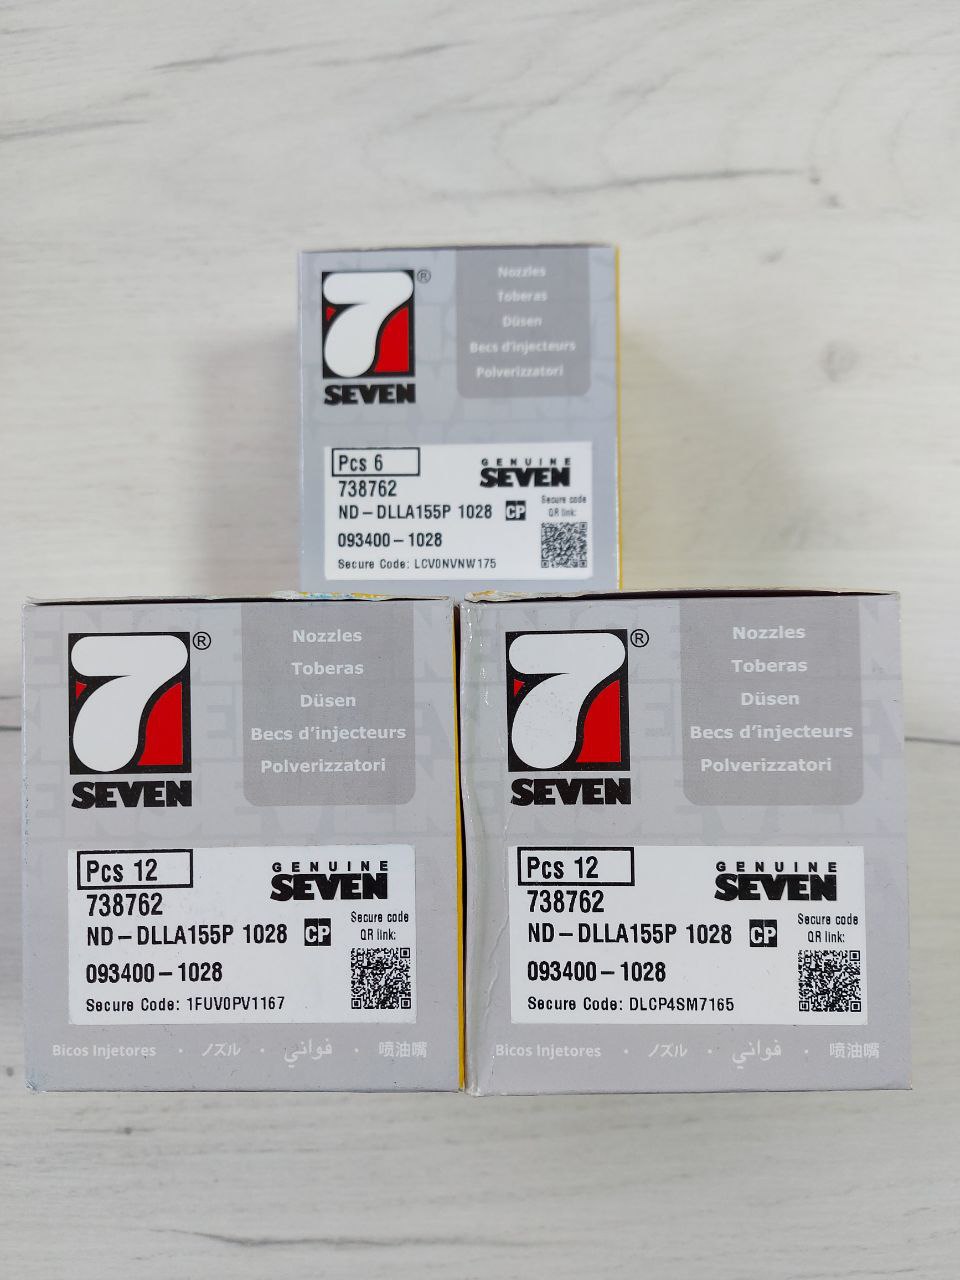 7®
SEVEN
Nozzles
Toberas
Düsen
Becs d'injecteurs
Polverizzatori
Pcs 6
GENUINE
SEVEN
738762
ND-DLLA155P 1028 CP
Secure code
QR link:
093400-1028
Secure Code: LCV0NVNW175
7®
SEVEN
Nozzles
Toberas
Düsen
Becs d'injecteurs
Polverizzatori
Pcs 12
GENUINE
SEVEN
738762
ND-DLLA155P 1028 CP
Secure code
QR link:
093400-1028
Secure Code: 1FUV0PV1167
Bicos Injetores · ノズル · فواني · 喷油嘴
7®
SEVEN
Nozzles
Toberas
Düsen
Becs d'injecteurs
Polverizzatori
Pcs 12
GENUINE
SEVEN
738762
ND-DLLA155P 1028 CP
Secure code
QR link:
093400-1028
Secure Code: DLCP4SM7165
Bicos Injetores · ノズル · فواني · 喷油嘴